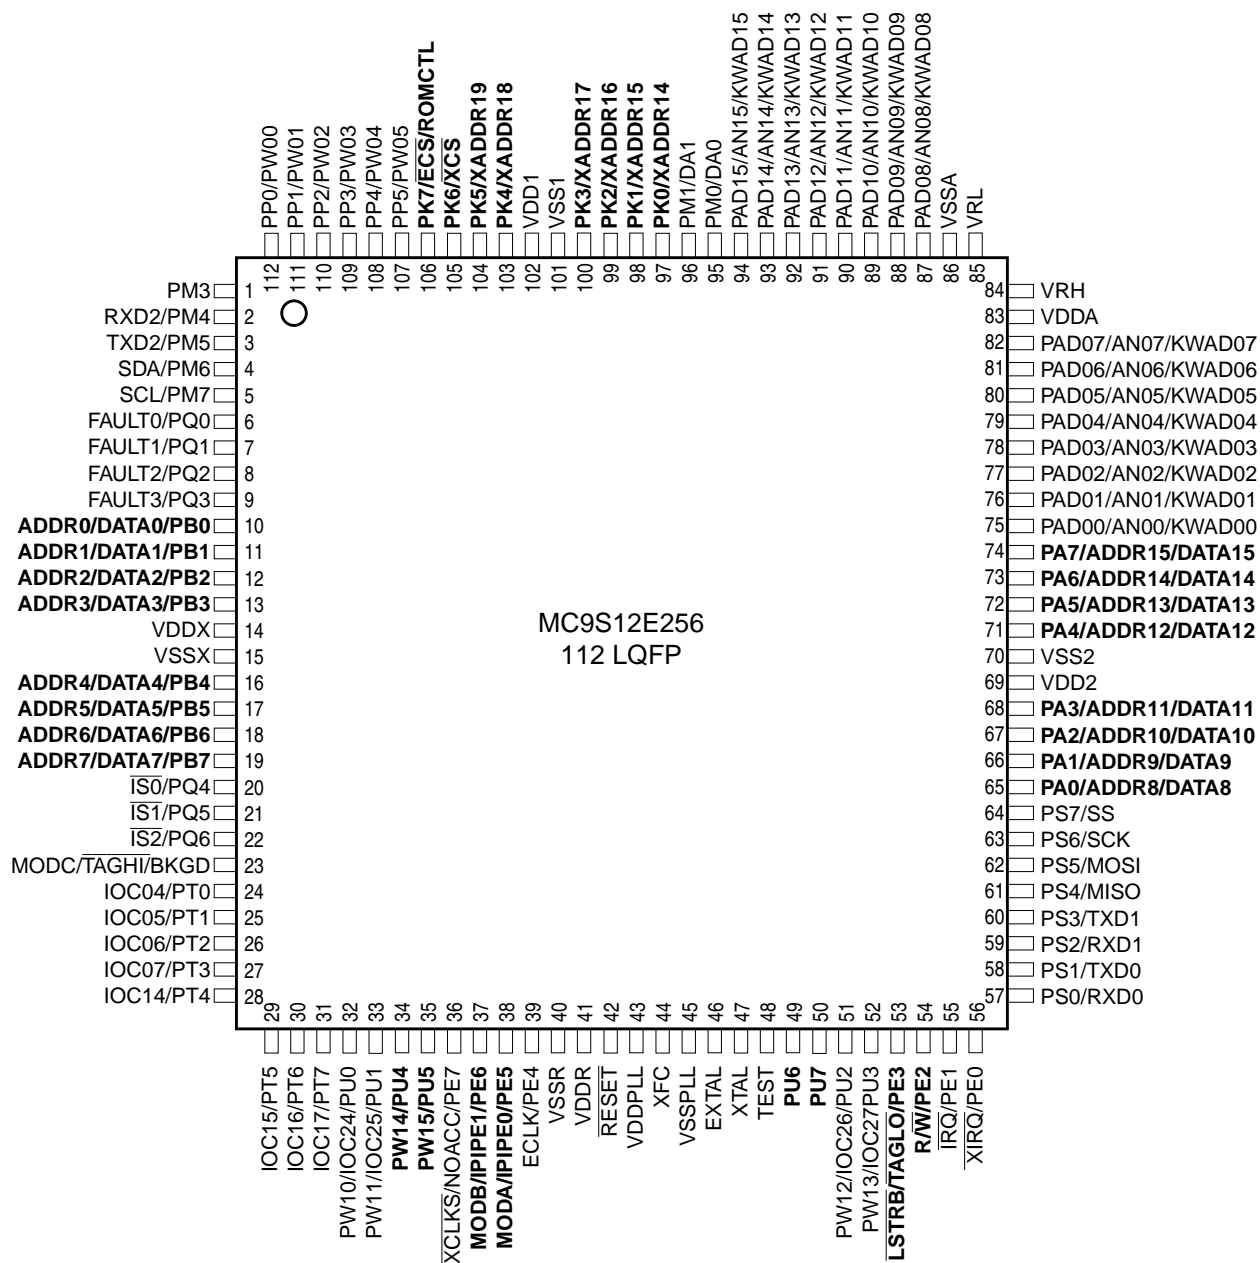 PP0/PW00
PP1/PW01
PP2/PW02
PP3/PW03
PP4/PW04
PP5/PW05
PK7/E̅C̅S̅/ROMCTL
PK6/X̅C̅S̅
PK5/XADDR19
PK4/XADDR18
VDD1
VSS1
PK3/XADDR17
PK2/XADDR16
PK1/XADDR15
PK0/XADDR14
PM1/DA1
PM0/DA0
PAD15/AN15/KWAD15
PAD14/AN14/KWAD14
PAD13/AN13/KWAD13
PAD12/AN12/KWAD12
PAD11/AN11/KWAD11
PAD10/AN10/KWAD10
PAD09/AN09/KWAD09
PAD08/AN08/KWAD08
VSSA
VRL
112
111
110
109
108
107
106
105
104
103
102
101
100
99
98
97
96
95
94
93
92
91
90
89
88
87
86
85
PM3 1
RXD2/PM4 2
TXD2/PM5 3
SDA/PM6 4
SCL/PM7 5
FAULT0/PQ0 6
FAULT1/PQ1 7
FAULT2/PQ2 8
FAULT3/PQ3 9
ADDR0/DATA0/PB0 10
ADDR1/DATA1/PB1 11
ADDR2/DATA2/PB2 12
ADDR3/DATA3/PB3 13
VDDX 14
VSSX 15
ADDR4/DATA4/PB4 16
ADDR5/DATA5/PB5 17
ADDR6/DATA6/PB6 18
ADDR7/DATA7/PB7 19
I̅S̅0̅/PQ4 20
I̅S̅1̅/PQ5 21
I̅S̅2̅/PQ6 22
MODC/T̅A̅G̅H̅I̅/BKGD 23
IOC04/PT0 24
IOC05/PT1 25
IOC06/PT2 26
IOC07/PT3 27
IOC14/PT4 28
MC9S12E256
112 LQFP
84 VRH
83 VDDA
82 PAD07/AN07/KWAD07
81 PAD06/AN06/KWAD06
80 PAD05/AN05/KWAD05
79 PAD04/AN04/KWAD04
78 PAD03/AN03/KWAD03
77 PAD02/AN02/KWAD02
76 PAD01/AN01/KWAD01
75 PAD00/AN00/KWAD00
74 PA7/ADDR15/DATA15
73 PA6/ADDR14/DATA14
72 PA5/ADDR13/DATA13
71 PA4/ADDR12/DATA12
70 VSS2
69 VDD2
68 PA3/ADDR11/DATA11
67 PA2/ADDR10/DATA10
66 PA1/ADDR9/DATA9
65 PA0/ADDR8/DATA8
64 PS7/SS
63 PS6/SCK
62 PS5/MOSI
61 PS4/MISO
60 PS3/TXD1
59 PS2/RXD1
58 PS1/TXD0
57 PS0/RXD0
29
30
31
32
33
34
35
36
37
38
39
40
41
42
43
44
45
46
47
48
49
50
51
52
53
54
55
56
IOC15/PT5
IOC16/PT6
IOC17/PT7
PW10/IOC24/PU0
PW11/IOC25/PU1
PW14/PU4
PW15/PU5
X̅C̅L̅K̅S̅/NOACC/PE7
MODB/IPIPE1/PE6
MODA/IPIPE0/PE5
ECLK/PE4
VSSR
VDDR
R̅E̅S̅E̅T̅
VDDPLL
XFC
VSSPLL
EXTAL
XTAL
TEST
PU6
PU7
PW12/IOC26/PU2
PW13/IOC27PU3
L̅S̅T̅R̅B̅/T̅A̅G̅L̅O̅/PE3
R/W̅/PE2
I̅R̅Q̅/PE1
X̅I̅R̅Q̅/PE0